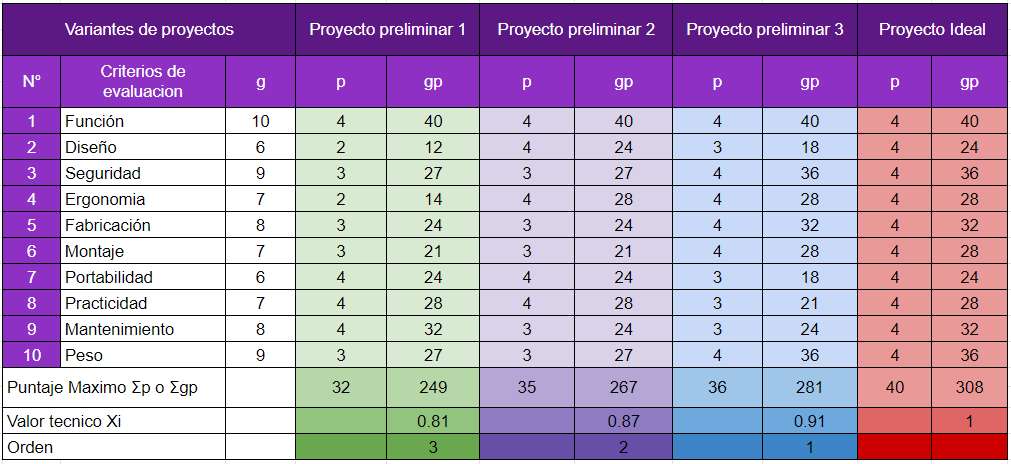 Variantes de proyectos Proyecto preliminar 1 Proyecto preliminar 2 Proyecto preliminar 3 Proyecto Ideal
N° Criterios de evaluacion g p gp p gp p gp p gp
1 Función 10 4 40 4 40 4 40 4 40
2 Diseño 6 2 12 4 24 3 18 4 24
3 Seguridad 9 3 27 3 27 4 36 4 36
4 Ergonomia 7 2 14 4 28 4 28 4 28
5 Fabricación 8 3 24 3 24 4 32 4 32
6 Montaje 7 3 21 3 21 4 28 4 28
7 Portabilidad 6 4 24 4 24 3 18 4 24
8 Practicidad 7 4 28 4 28 3 21 4 28
9 Mantenimiento 8 4 32 3 24 3 24 4 32
10 Peso 9 3 27 3 27 4 36 4 36
Puntaje Maximo Σp o Σgp 32 249 35 267 36 281 40 308
Valor tecnico Xi 0.81 0.87 0.91 1
Orden 3 2 1